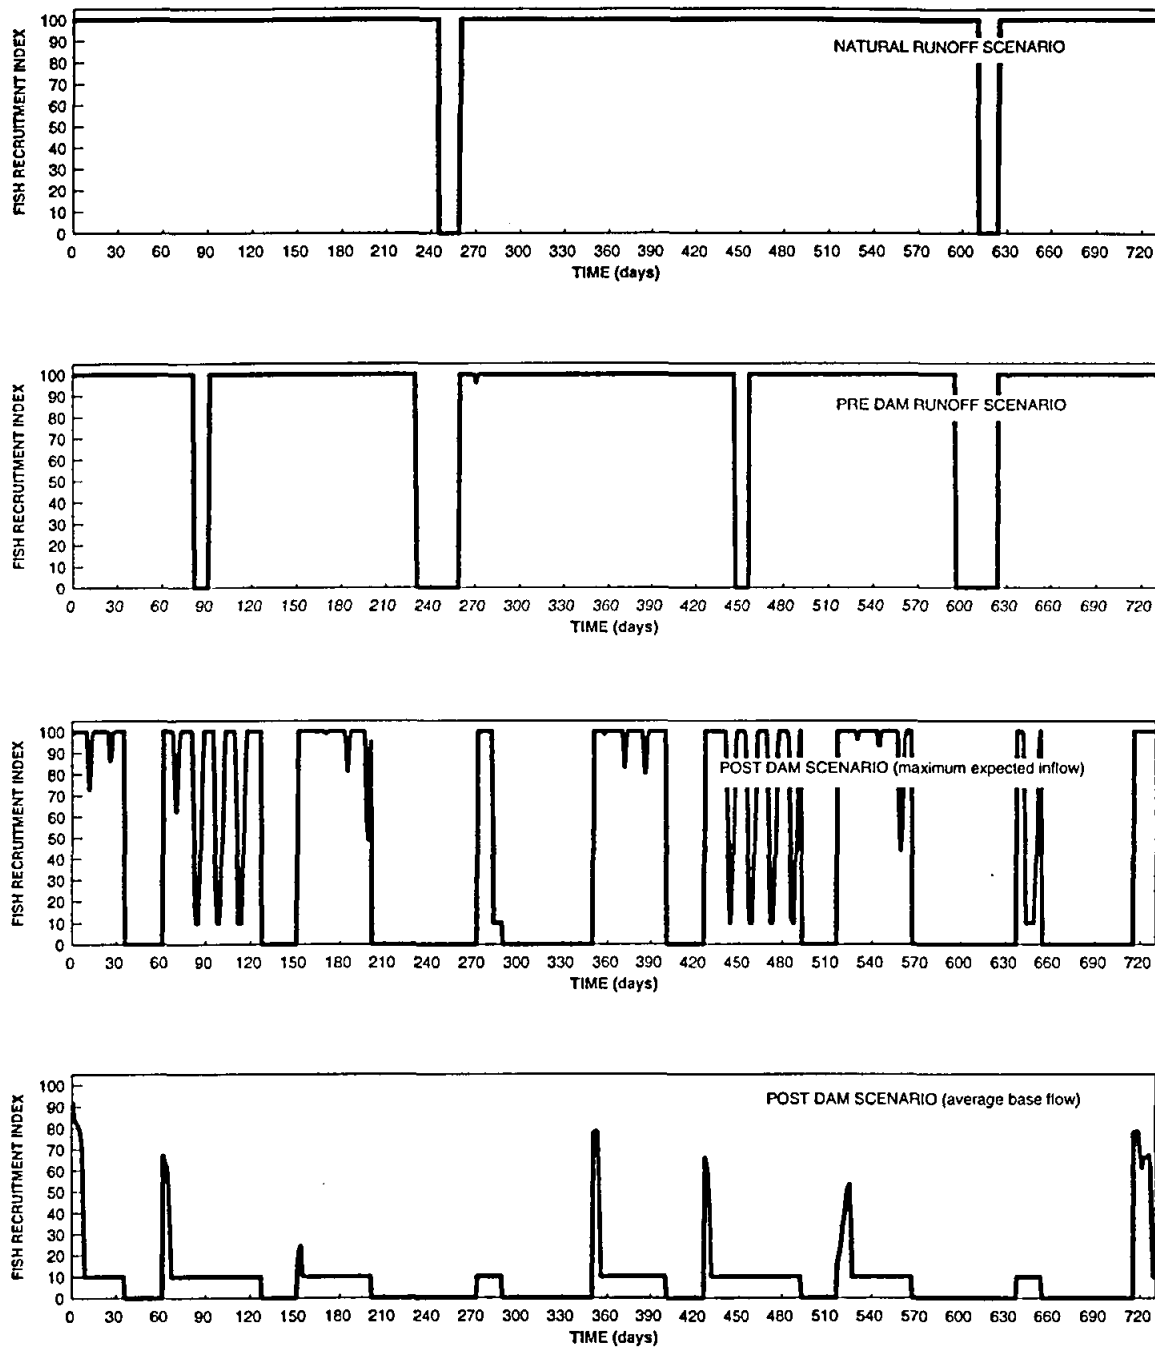 FISH RECRUITMENT INDEX
100
90
80
70
60
50
40
30
20
10
0
NATURAL RUNOFF SCENARIO
0 30 60 90 120 150 180 210 240 270 300 330 360 390 420 450 480 510 540 570 600 630 660 690 720
TIME (days)
FISH RECRUITMENT INDEX
100
90
80
70
60
50
40
30
20
10
0
PRE DAM RUNOFF SCENARIO
0 30 60 90 120 150 180 210 240 270 300 330 360 390 420 450 480 510 540 570 600 630 660 690 720
TIME (days)
FISH RECRUITMENT INDEX
100
90
80
70
60
50
40
30
20
10
0
POST DAM SCENARIO (maximum expected inflow)
0 30 60 90 120 150 180 210 240 270 300 330 360 390 420 450 480 510 540 570 600 630 660 690 720
TIME (days)
FISH RECRUITMENT INDEX
100
90
80
70
60
50
40
30
20
10
0
POST DAM SCENARIO (average base flow)
0 30 60 90 120 150 180 210 240 270 300 330 360 390 420 450 480 510 540 570 600 630 660 690 720
TIME (days)